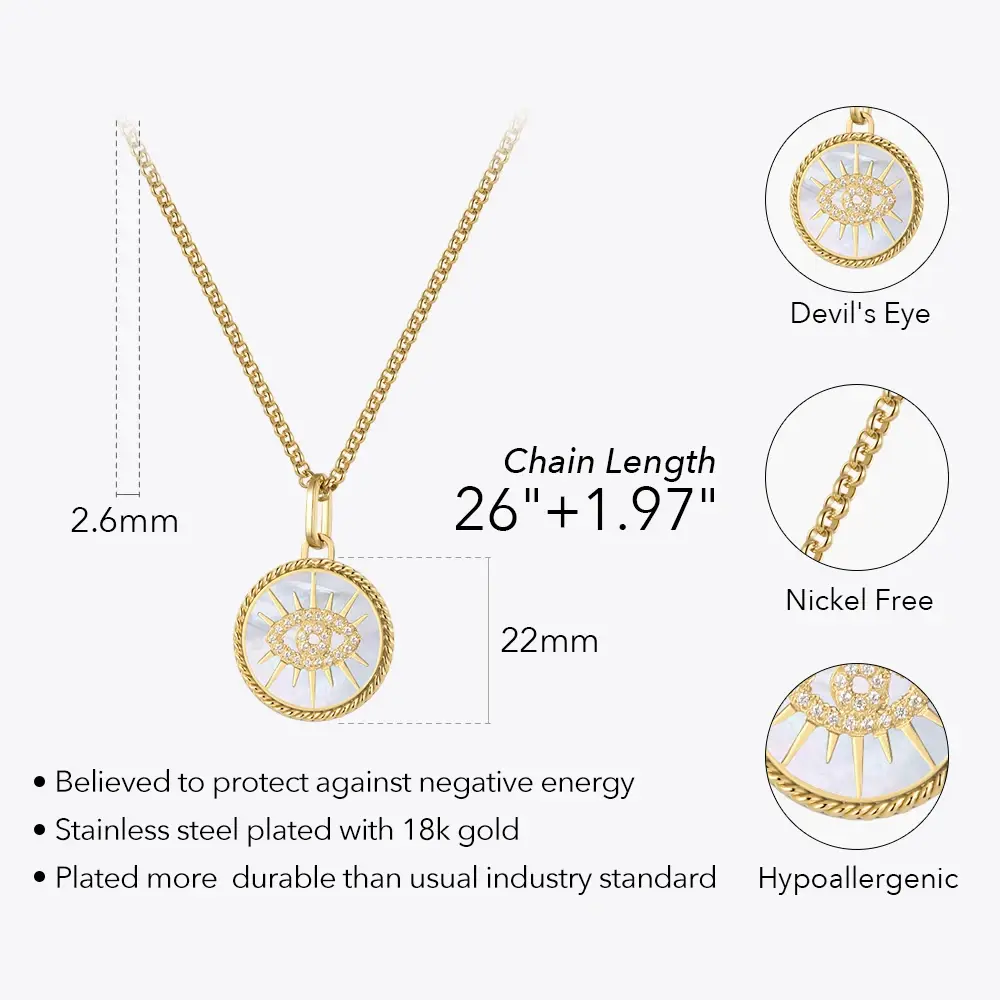 Devil's Eye
Chain Length
26"+1.97"
2.6mm
Nickel Free
22mm
• Believed to protect against negative energy
• Stainless steel plated with 18k gold
• Plated more  durable than usual industry standard
Hypoallergenic